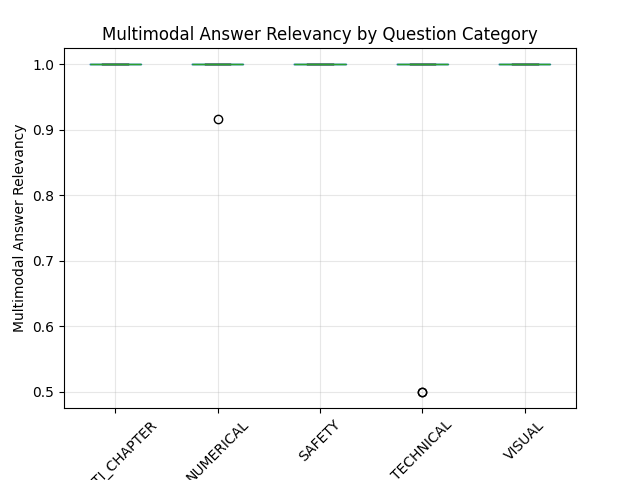 Multimodal Answer Relevancy by Question Category
Multimodal Answer Relevancy
1.0
0.9
0.8
0.7
0.6
0.5
TI_CHAPTER
NUMERICAL
SAFETY
TECHNICAL
VISUAL